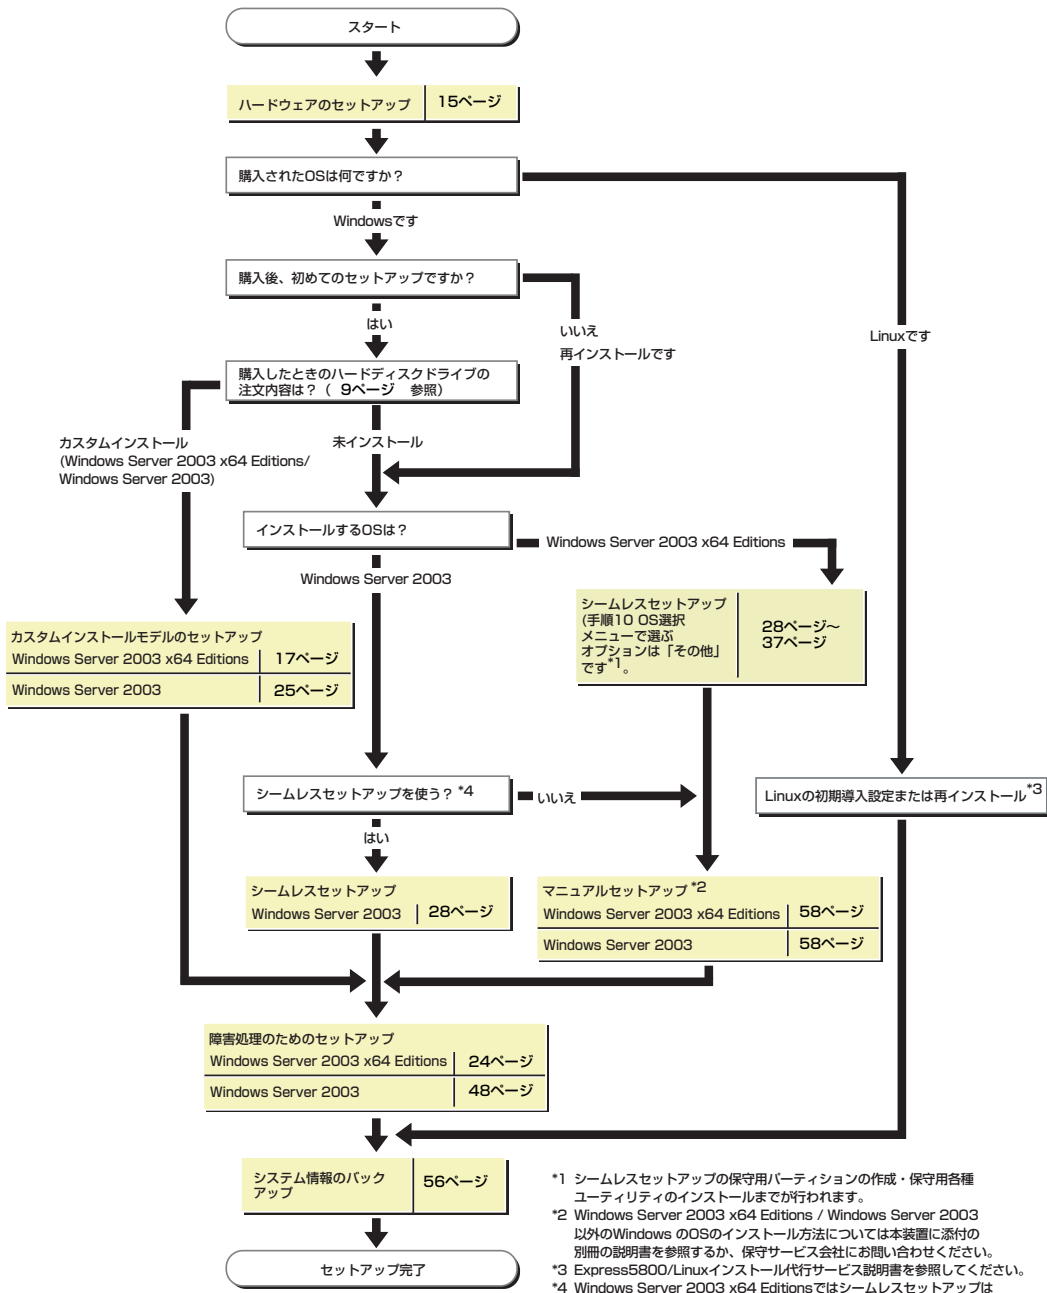 スタート
ハードウェアのセットアップ 15ページ
購入されたOSは何ですか？
Windowsです
購入後、初めてのセットアップですか？
はい
いいえ
再インストールです
Linuxです
購入したときのハードディスクドライブの
注文内容は？（ 9ページ 参照）
カスタムインストール
(Windows Server 2003 x64 Editions/
Windows Server 2003)
未インストール
インストールするOSは？
Windows Server 2003 x64 Editions
Windows Server 2003
シームレスセットアップ
(手順10 OS選択
メニューで選ぶ
オプションは「その他」
です*1。
28ページ～
37ページ
カスタムインストールモデルのセットアップ
Windows Server 2003 x64 Editions 17ページ
Windows Server 2003 25ページ
シームレスセットアップを使う？ *4
いいえ
Linuxの初期導入設定または再インストール*3
はい
シームレスセットアップ
Windows Server 2003 28ページ
マニュアルセットアップ *2
Windows Server 2003 x64 Editions 58ページ
Windows Server 2003 58ページ
障害処理のためのセットアップ
Windows Server 2003 x64 Editions 24ページ
Windows Server 2003 48ページ
システム情報のバック
アップ
56ページ
セットアップ完了
*1 シームレスセットアップの保守用パーティションの作成・保守用各種
ユーティリティのインストールまでが行われます。
*2 Windows Server 2003 x64 Editions / Windows Server 2003
以外のWindows のOSのインストール方法については本装置に添付の
別冊の説明書を参照するか、保守サービス会社にお問い合わせください。
*3 Express5800/Linuxインストール代行サービス説明書を参照してください。
*4 Windows Server 2003 x64 Editionsではシームレスセットアップは